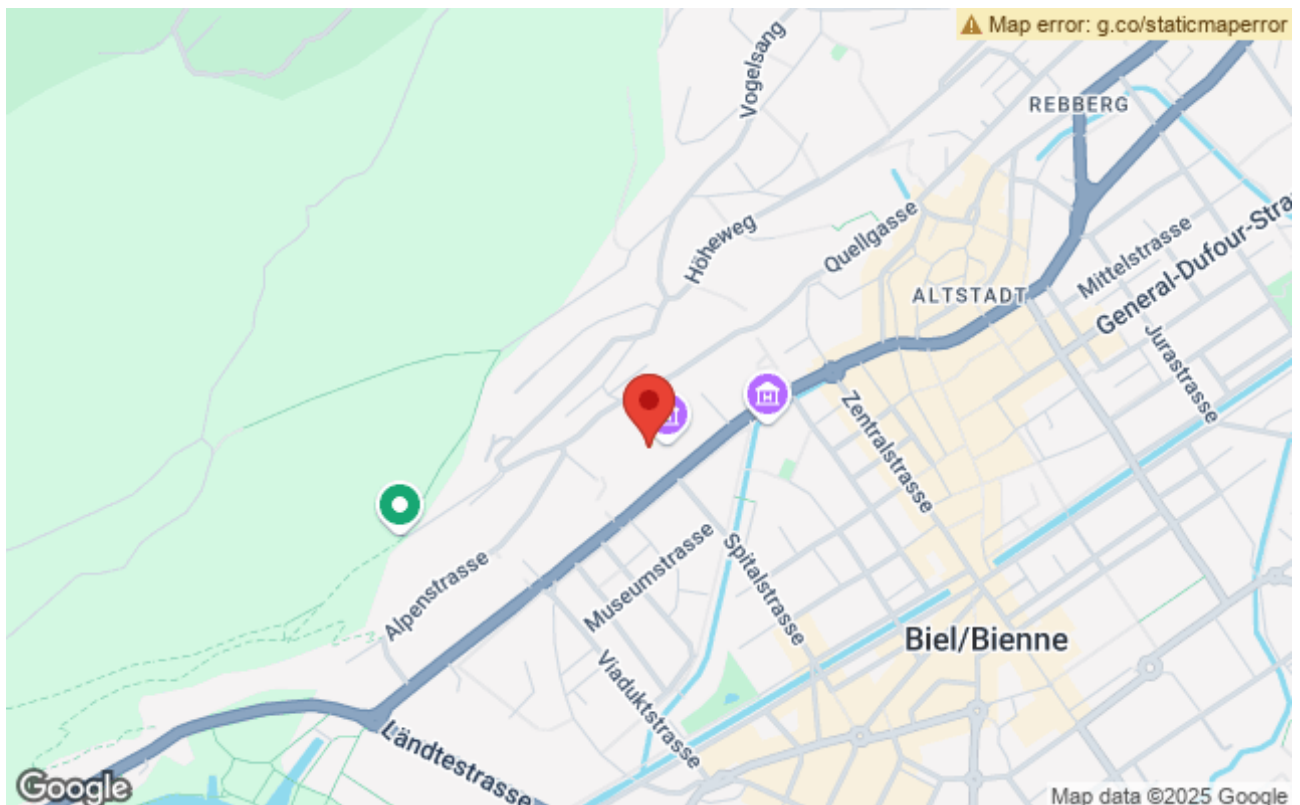 Map error: g.co/staticmaperror
Vogelsang
REBBERG
Höheweg
Quellgasse
Mittelstrasse
General-Dufour-Stra
ALTSTADT
Jurastrasse
Zentralstrasse
Alpenstrasse
Museumstrasse
Spitalstrasse
Biel/Bienne
Viaduktstrasse
Ländtestrasse
Google
Map data ©2025 Google